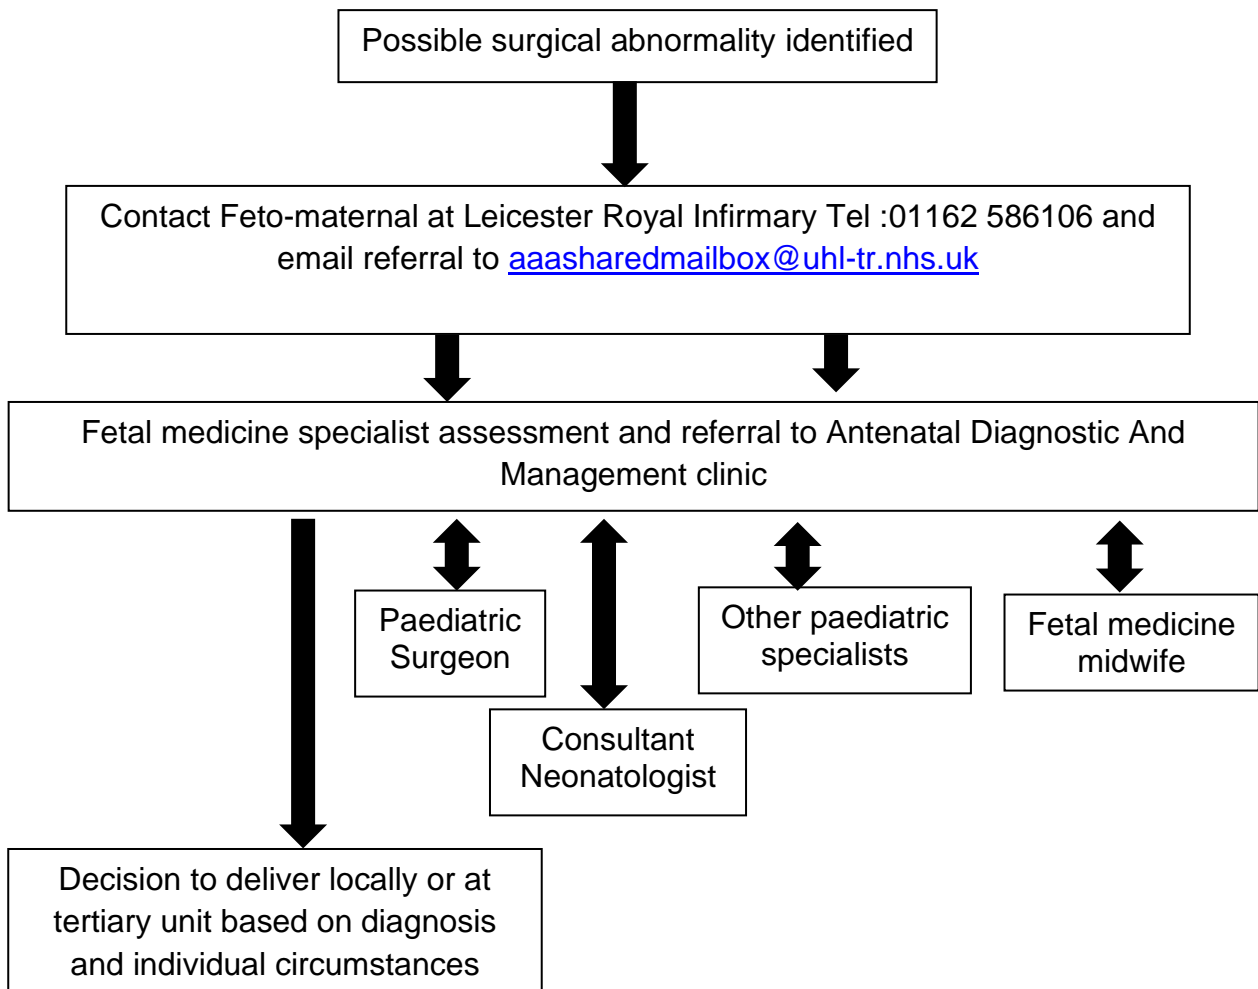 Possible surgical abnormality identified
Contact Feto-maternal at Leicester Royal Infirmary Tel :01162 586106 and
email referral to aaasharedmailbox@uhl-tr.nhs.uk
Fetal medicine specialist assessment and referral to Antenatal Diagnostic And
Management clinic
Paediatric
Surgeon
Other paediatric
specialists
Fetal medicine
midwife
Consultant
Neonatologist
Decision to deliver locally or at
tertiary unit based on diagnosis
and individual circumstances